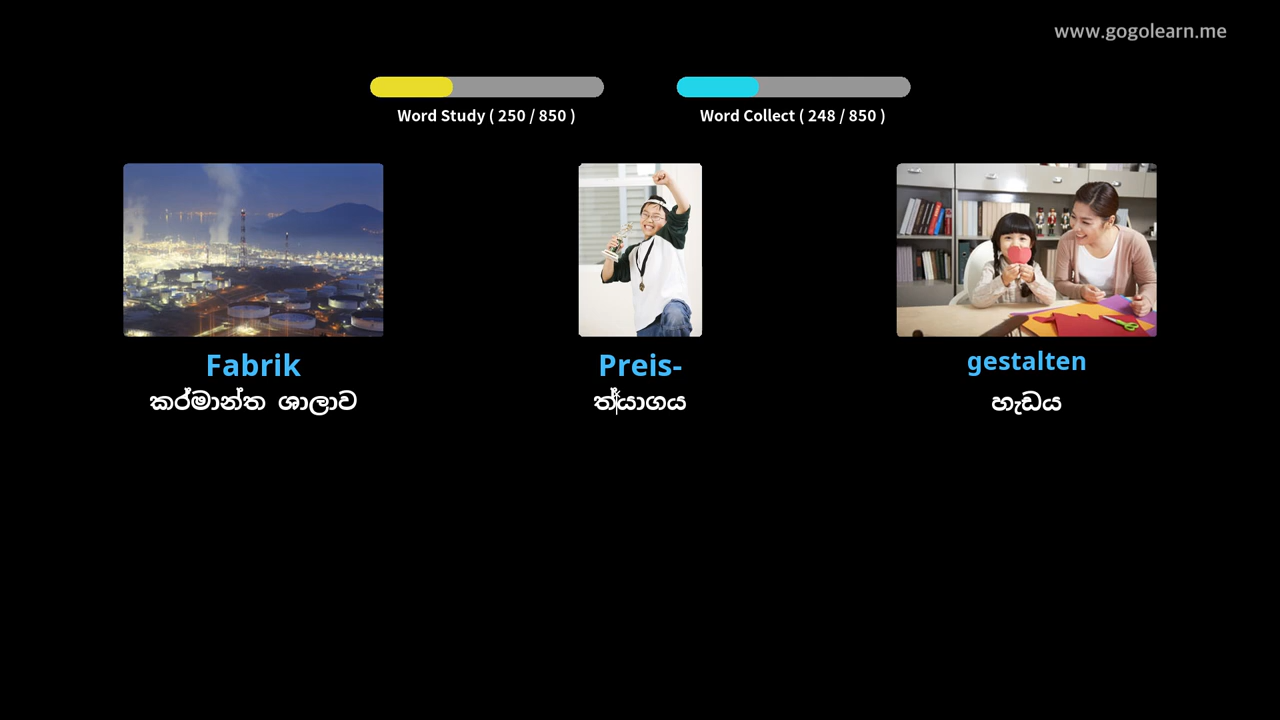 www.gogolearn.me
Word Study ( 250 / 850 )
Word Collect ( 248 / 850 )
Fabrik
කර්මාන්ත ශාලාව
Preis-
ත්‍යාගය
gestalten
හැඩය